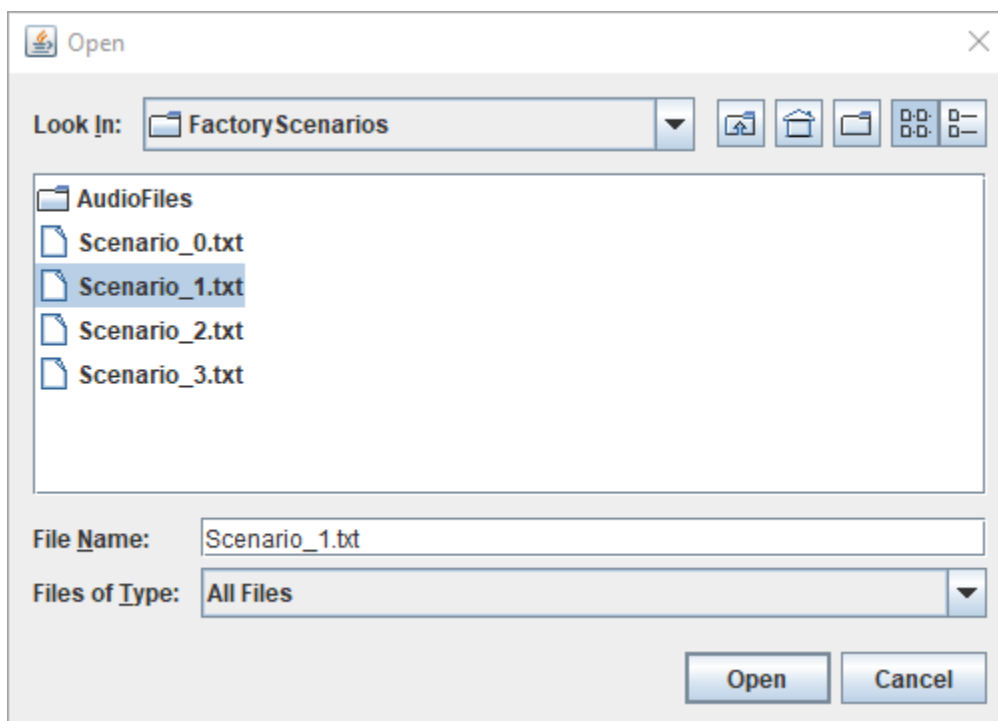 Open
Look In: FactoryScenarios
AudioFiles
Scenario_0.txt
Scenario_1.txt
Scenario_2.txt
Scenario_3.txt
File Name: Scenario_1.txt
Files of Type: All Files
Open Cancel